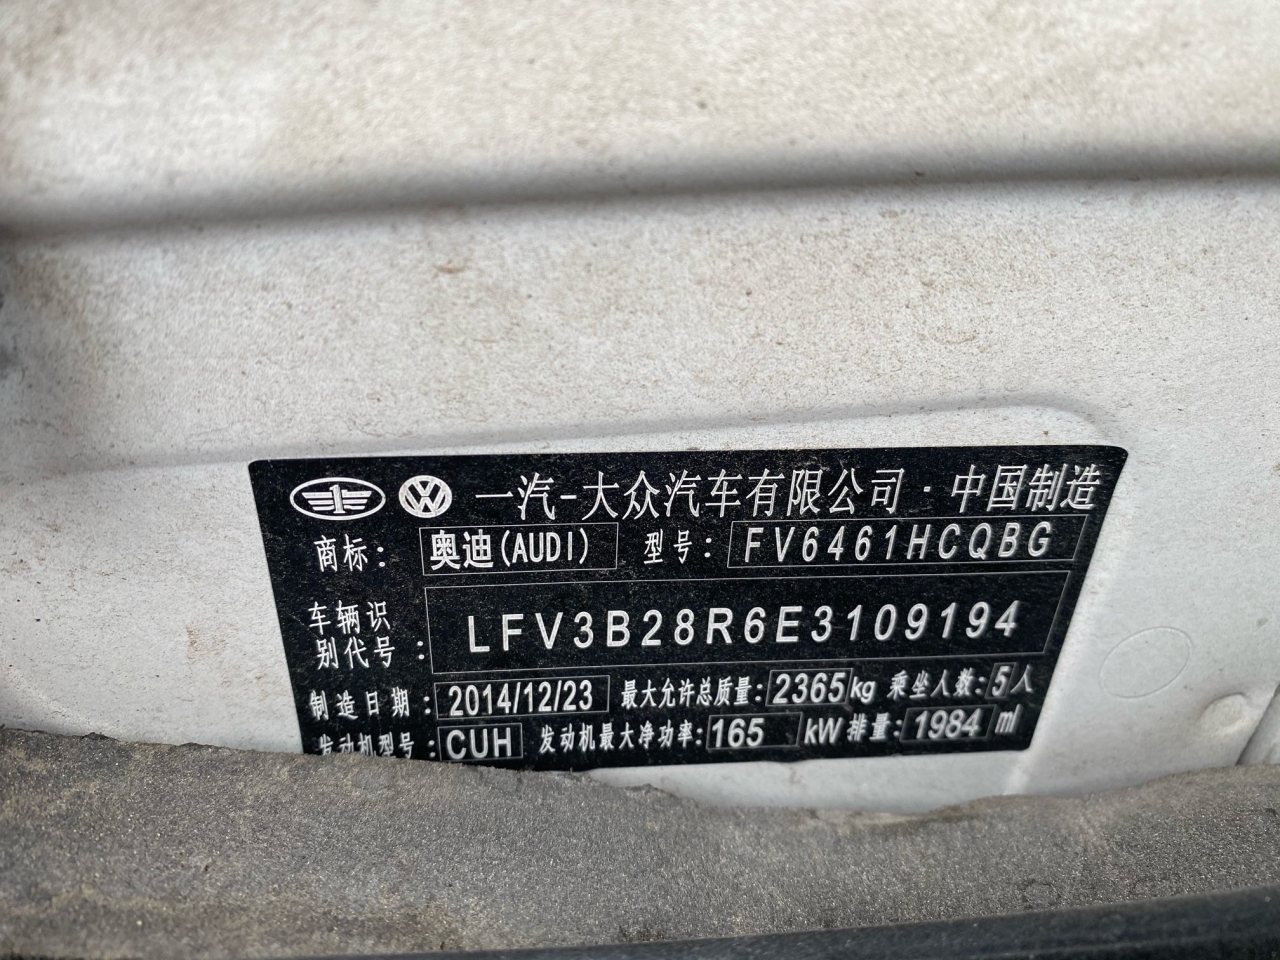 一汽-大众汽车有限公司·中国制造
商标: 奥迪(AUDI) 型号: FV6461HCQBG
车辆识别代号: LFV3B28R6E3109194
制造日期: 2014/12/23 最大允许总质量: 2365kg 乘坐人数: 5人
发动机型号: CUH 发动机最大净功率: 165 kW 排量: 1984 ml